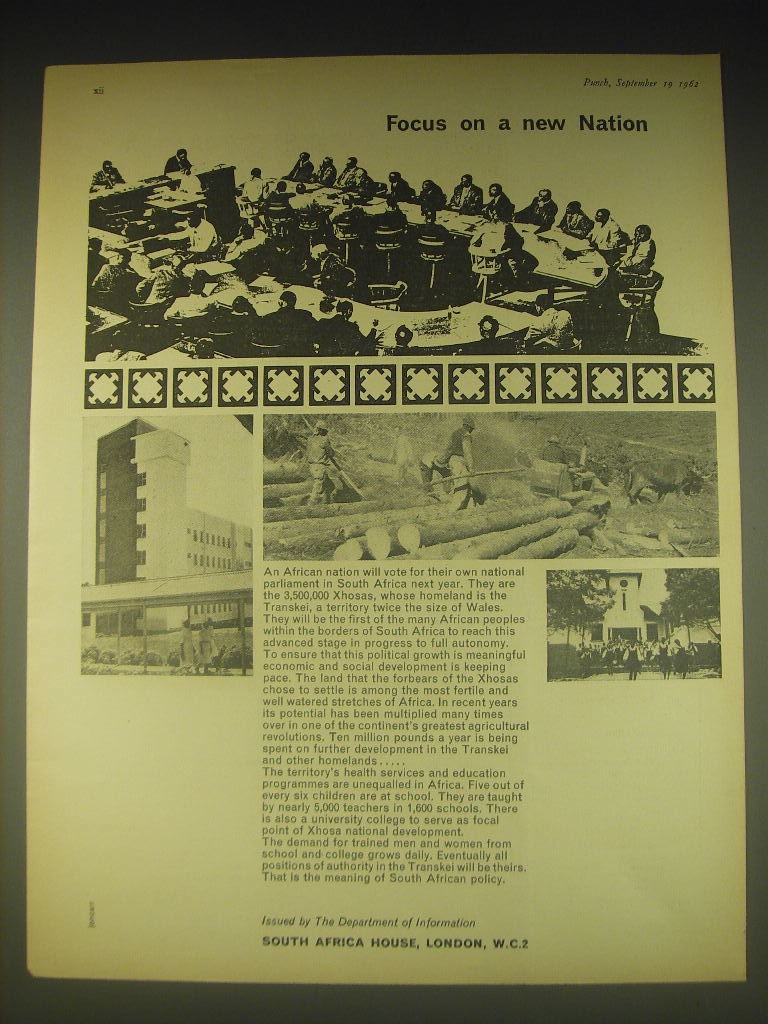 xii
Punch, September 19 1962
Focus on a new Nation
An African nation will vote for their own national
parliament in South Africa next year. They are
the 3,500,000 Xhosas, whose homeland is the
Transkei, a territory twice the size of Wales.
They will be the first of the many African peoples
within the borders of South Africa to reach this
advanced stage in progress to full autonomy.
To ensure that this political growth is meaningful
economic and social development is keeping
pace. The land that the forbears of the Xhosas
chose to settle is among the most fertile and
well watered stretches of Africa. In recent years
its potential has been multiplied many times
over in one of the continent's greatest agricultural
revolutions. Ten million pounds a year is being
spent on further development in the Transkei
and other homelands.....
The territory's health services and education
programmes are unequalled in Africa. Five out of
every six children are at school. They are taught
by nearly 5,000 teachers in 1,600 schools. There
is also a university college to serve as focal
point of Xhosa national development.
The demand for trained men and women from
school and college grows daily. Eventually all
positions of authority in the Transkei will be theirs.
That is the meaning of South African policy.
Issued by The Department of Information
SOUTH AFRICA HOUSE, LONDON, W.C.2